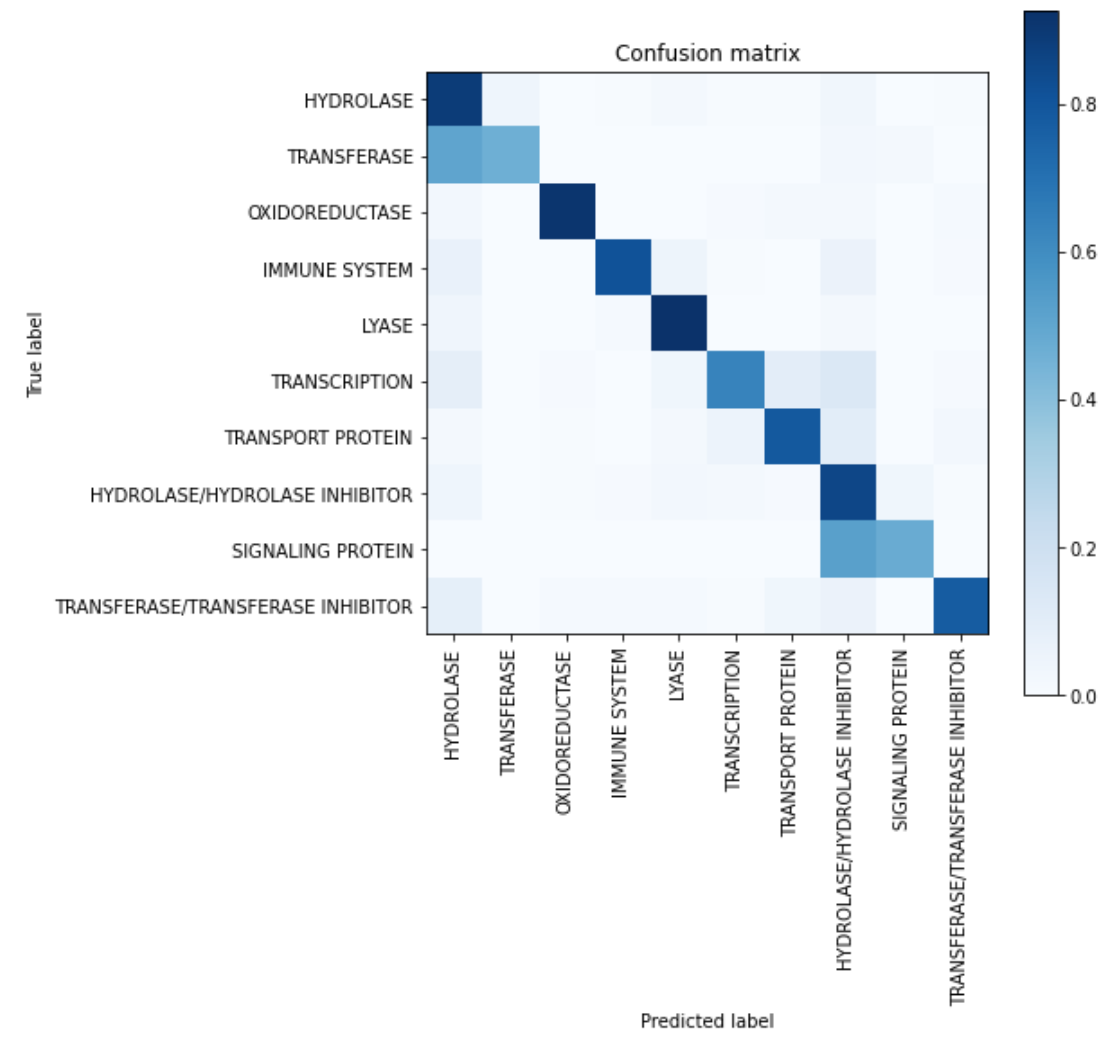 Confusion matrix
True label
HYDROLASE
TRANSFERASE
OXIDOREDUCTASE
IMMUNE SYSTEM
LYASE
TRANSCRIPTION
TRANSPORT PROTEIN
HYDROLASE/HYDROLASE INHIBITOR
SIGNALING PROTEIN
TRANSFERASE/TRANSFERASE INHIBITOR
HYDROLASE
TRANSFERASE
OXIDOREDUCTASE
IMMUNE SYSTEM
LYASE
TRANSCRIPTION
TRANSPORT PROTEIN
HYDROLASE/HYDROLASE INHIBITOR
SIGNALING PROTEIN
TRANSFERASE/TRANSFERASE INHIBITOR
Predicted label
0.8
0.6
0.4
0.2
0.0